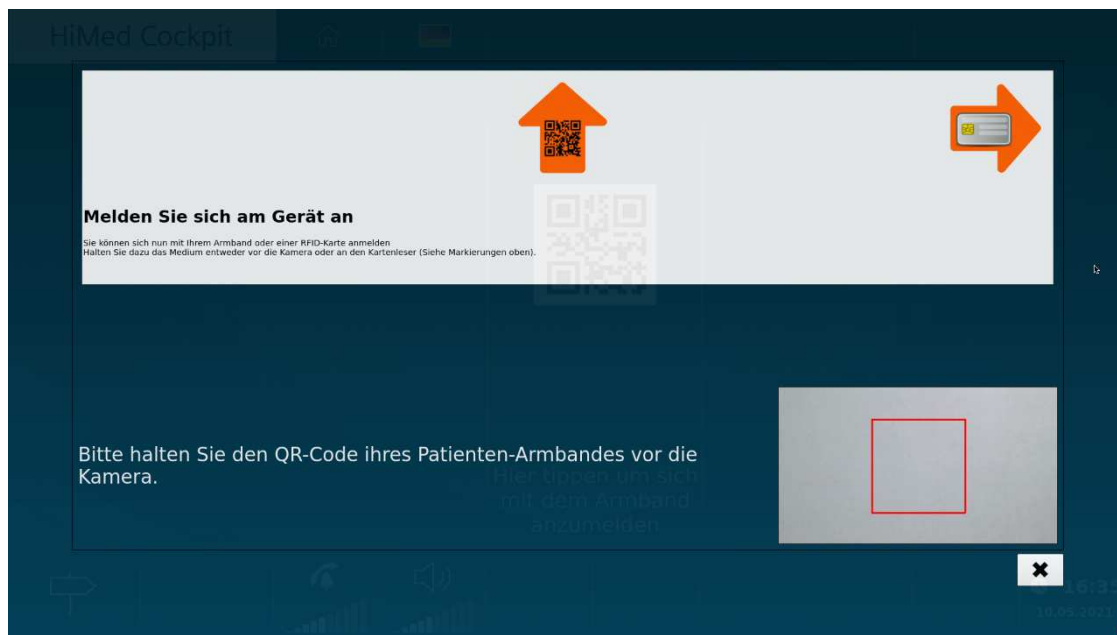 HiMed Cockpit
Melden Sie sich am Gerät an
Sie können sich nun mit Ihrem Armband oder einer RFID-Karte anmelden
Halten Sie dazu das Medium entweder vor die Kamera oder an den Kartenleser (Siehe Markierungen oben).
Bitte halten Sie den QR-Code ihres Patienten-Armbandes vor die
Kamera.
Hier tippen um sich
mit dem Armband
anzumelden
16:35